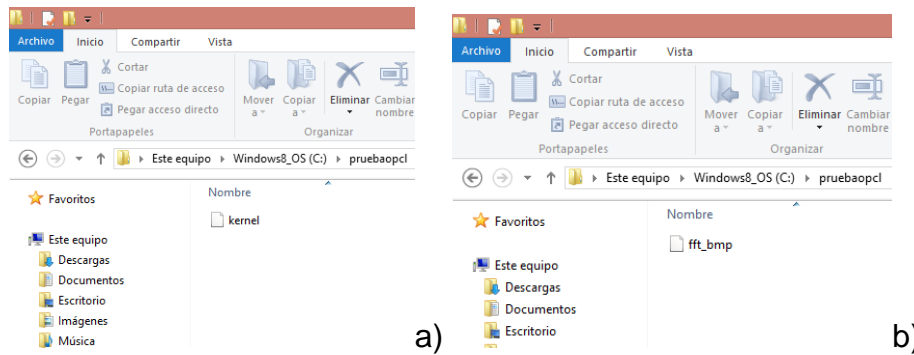 Archivo Inicio Compartir Vista
Cortar
Copiar ruta de acceso
Pegar acceso directo
Copiar Pegar
Mover a Copiar a Eliminar Cambiar nombre
Portapapeles Organizar
Este equipo Windows8_OS (C:) pruebaopcl
Favoritos
Nombre
kernel
Este equipo
Descargas
Documentos
Escritorio
Imágenes
Música
a)
Archivo Inicio Compartir Vista
Cortar
Copiar ruta de acceso
Pegar acceso directo
Copiar Pegar
Mover a Copiar a Eliminar Cambiar nombre
Portapapeles Organizar
Este equipo Windows8_OS (C:) pruebaopcl
Favoritos
Nombre
fft_bmp
Este equipo
Descargas
Documentos
Escritorio
b)